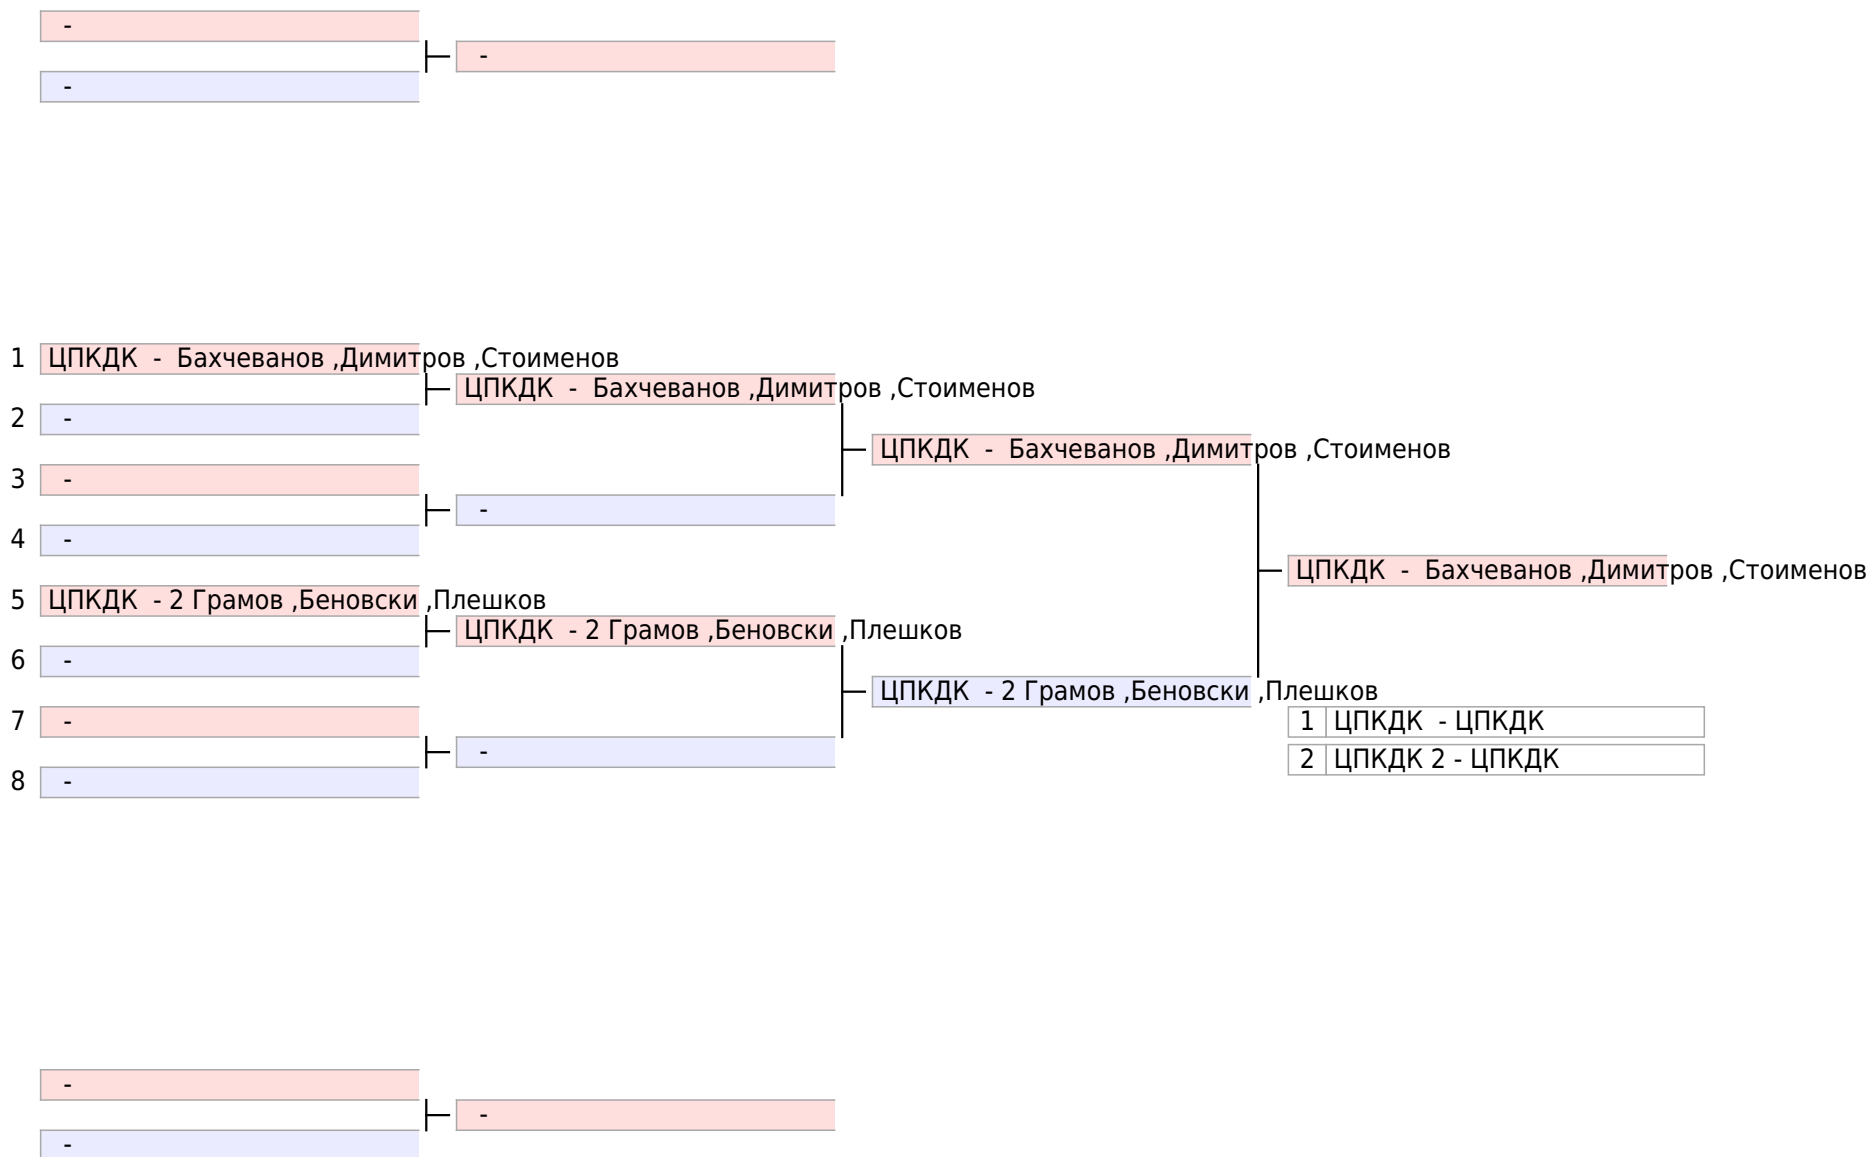 -
-
-
1 ЦПКДК - Бахчеванов ,Димитров ,Стоименов
ЦПКДК - Бахчеванов ,Димитров ,Стоименов
2 -
ЦПКДК - Бахчеванов ,Димитров ,Стоименов
3 -
-
4 -
ЦПКДК - Бахчеванов ,Димитров ,Стоименов
5 ЦПКДК - 2 Грамов ,Беновски ,Плешков
ЦПКДК - 2 Грамов ,Беновски ,Плешков
6 -
ЦПКДК - 2 Грамов ,Беновски ,Плешков
7 -
1 ЦПКДК - ЦПКДК
-
2 ЦПКДК 2 - ЦПКДК
8 -
-
-
-